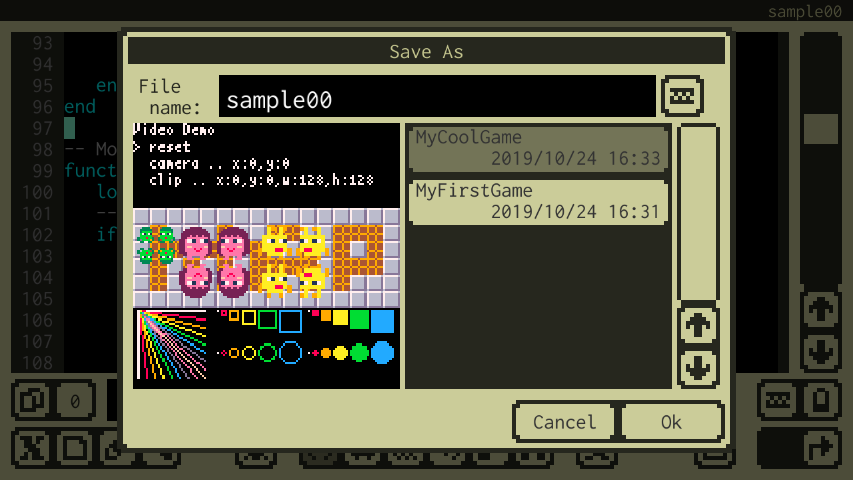 sample00
Save As
File
name:
sample00
Video Demo
> reset
camera .. x:0,y:0
clip .. x:0,y:0,w:128,h:128
MyCoolGame
2019/10/24 16:33
MyFirstGame
2019/10/24 16:31
93
94
95 en
96 end
97
98 -- Mo
99 funct
100 lo
101 --
102 if
103
104
105
106
107
108
0
Cancel
Ok